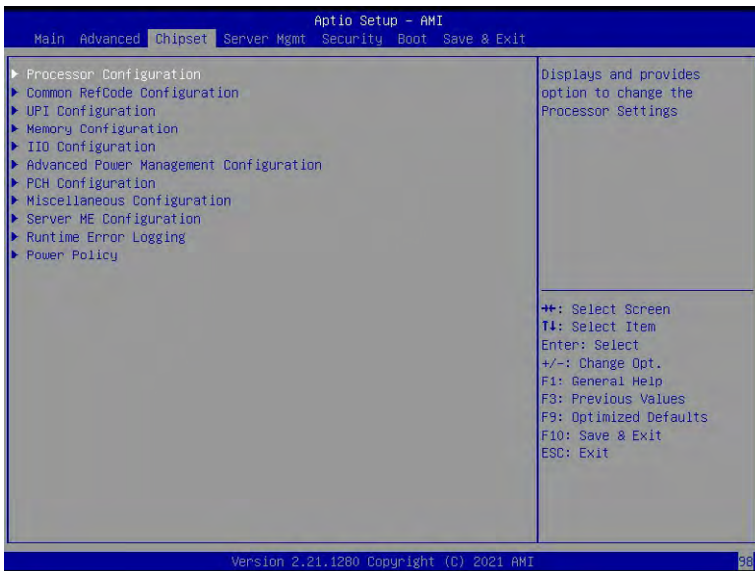 Aptio Setup - AMI
Main Advanced Chipset Server Mgmt Security Boot Save & Exit
▶ Processor Configuration
▶ Common RefCode Configuration
▶ UPI Configuration
▶ Memory Configuration
▶ IIO Configuration
▶ Advanced Power Management Configuration
▶ PCH Configuration
▶ Miscellaneous Configuration
▶ Server ME Configuration
▶ Runtime Error Logging
▶ Power Policy
Displays and provides
option to change the
Processor Settings
→←: Select Screen
↑↓: Select Item
Enter: Select
+/-: Change Opt.
F1: General Help
F3: Previous Values
F9: Optimized Defaults
F10: Save & Exit
ESC: Exit
Version 2.21.1280 Copyright (C) 2021 AMI
98